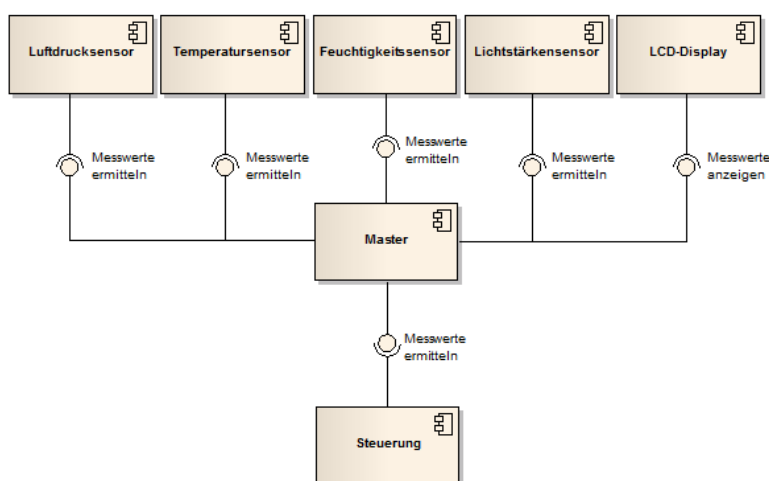 Luftdrucksensor
Temperatursensor
Feuchtigkeitssensor
Lichtstärkensensor
LCD-Display
Messwerte
ermitteln
Messwerte
ermitteln
Messwerte
ermitteln
Messwerte
ermitteln
Messwerte
anzeigen
Master
Messwerte
ermitteln
Steuerung